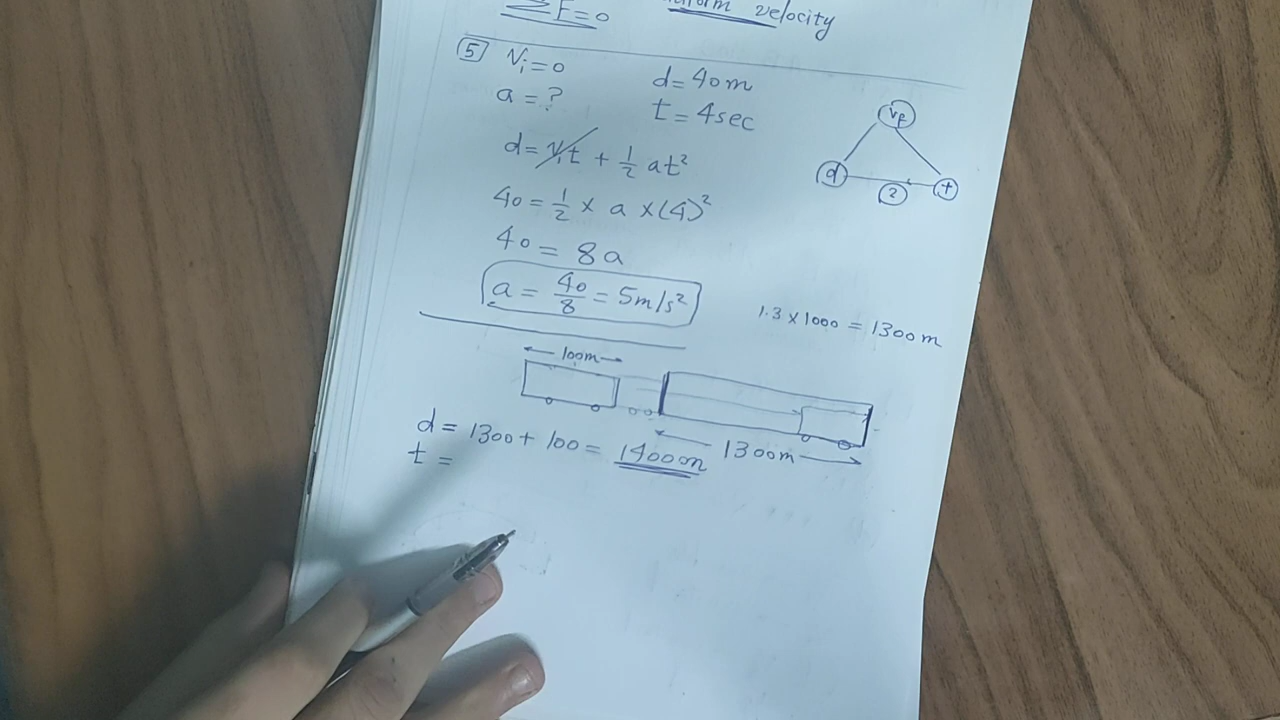 ΣF=0
velocity
5 Vi=0
d=40m
a=?
t=4sec
d=Vit + 1/2 at²
40=1/2 x a x(4)²
40 = 8a
a = 40/8 = 5m/s²
Vf
d
2
t
1.3 x 1000 = 1300m
100m
1300m
d= 1300+ 100= 1400m
t =